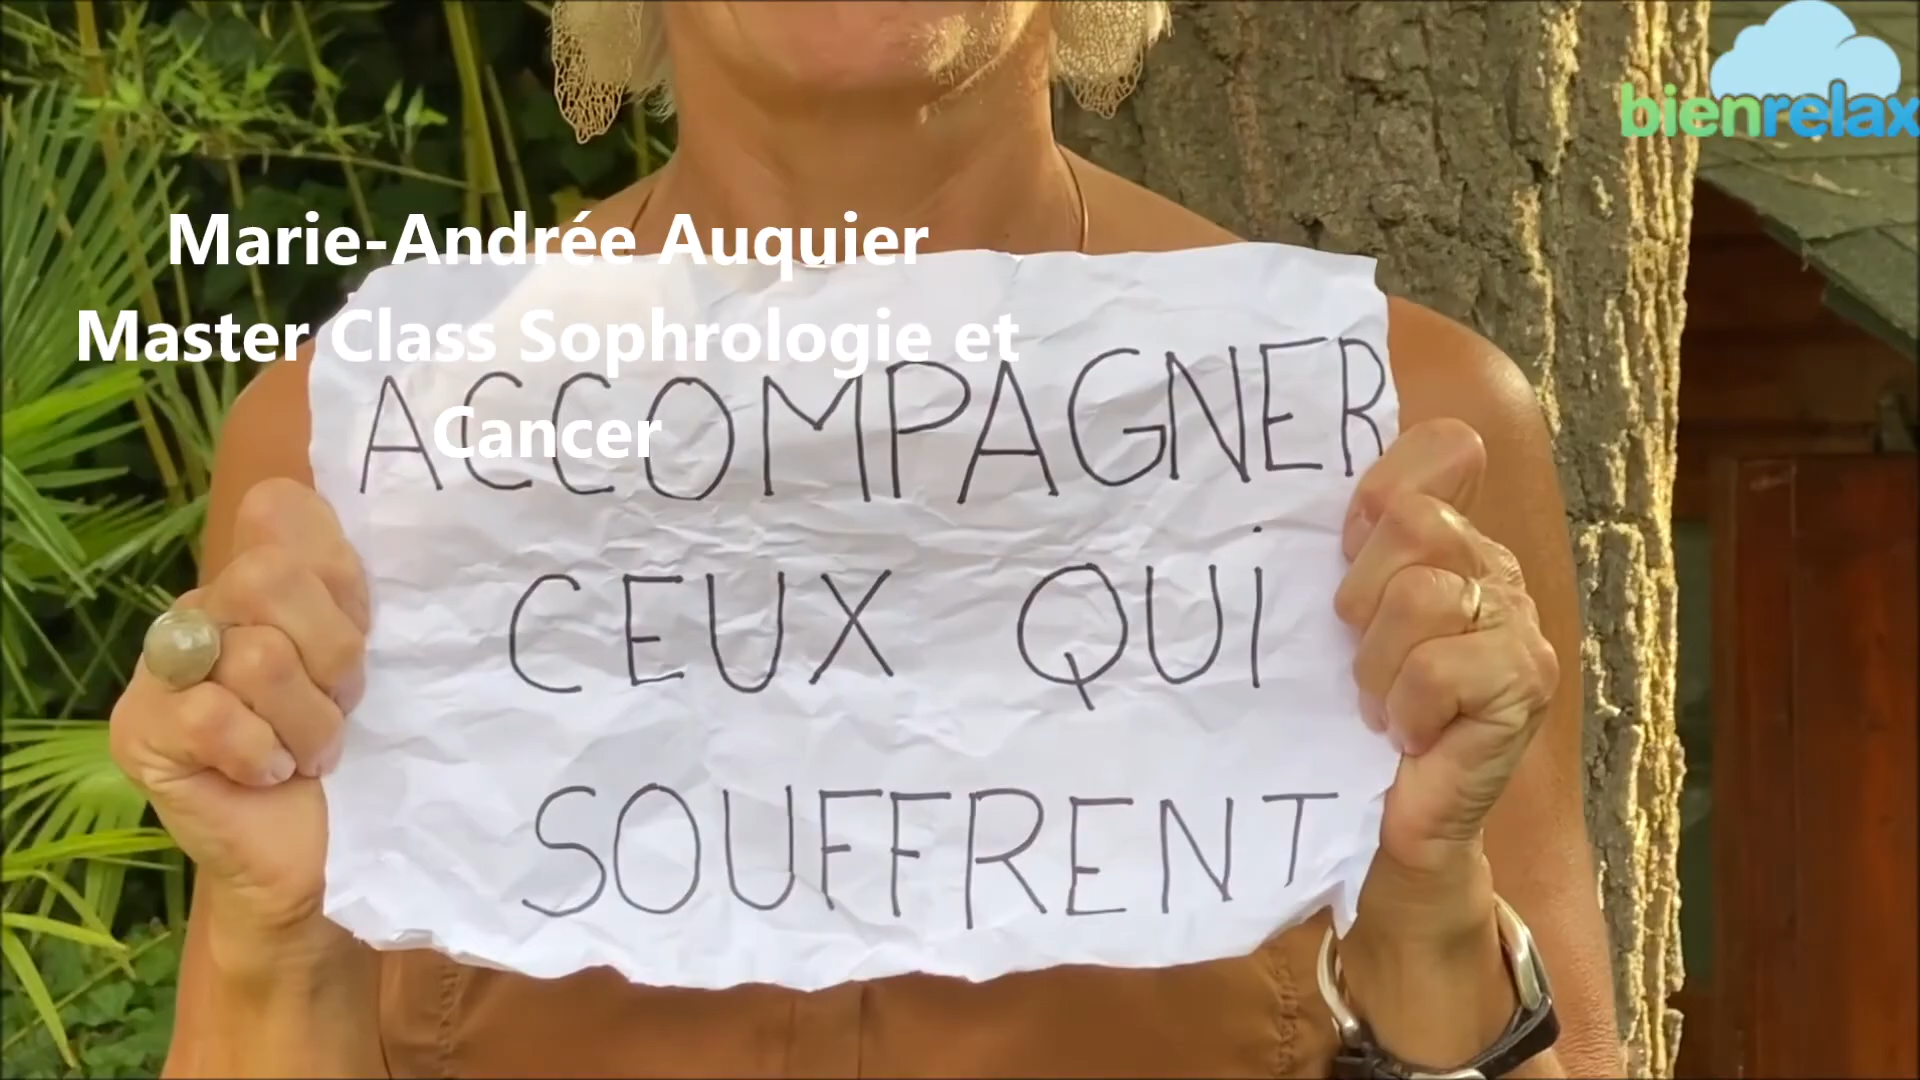 bienrelax
Marie-Andrée Auquier
Master Class Sophrologie et
Cancer
ACCOMPAGNER
CEUX QUI
SOUFFRENT